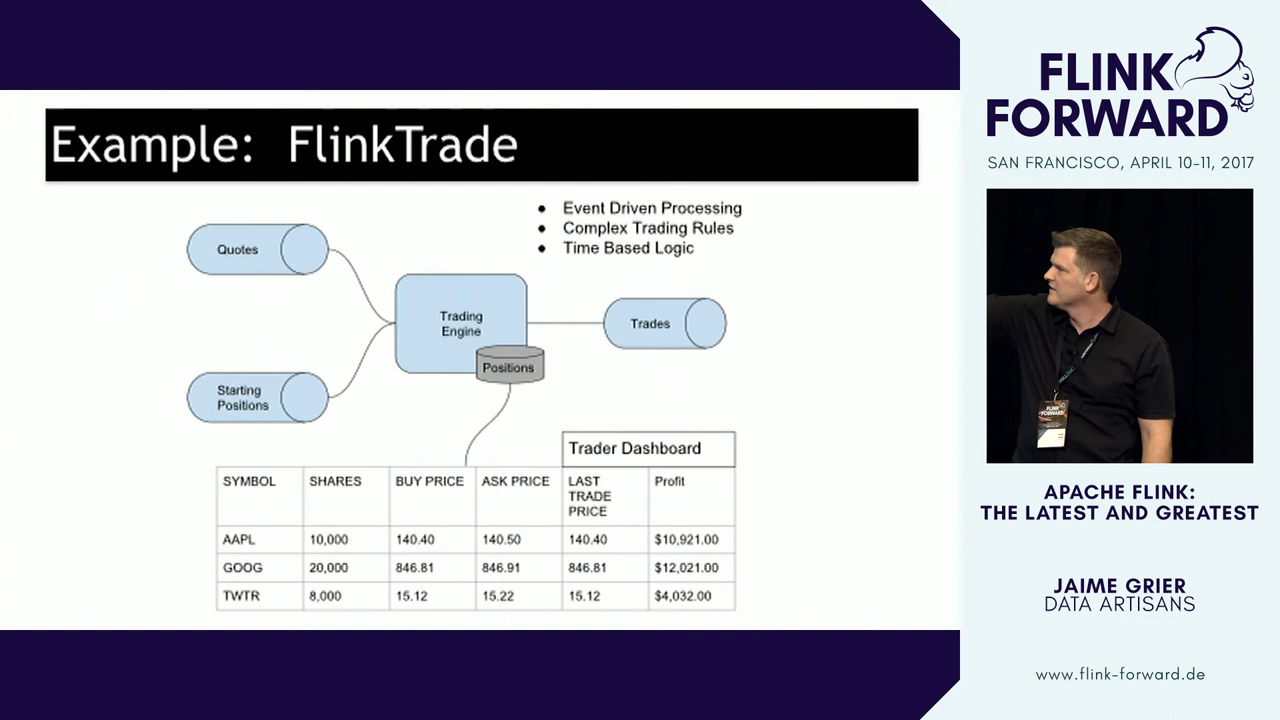 Example: FlinkTrade
Event Driven Processing
Complex Trading Rules
Time Based Logic
Quotes
Trading
Engine
Trades
Positions
Starting
Positions
Trader Dashboard
SYMBOL SHARES BUY PRICE ASK PRICE LAST TRADE PRICE Profit
AAPL 10,000 140.40 140.50 140.40 $10,921.00
GOOG 20,000 846.81 846.91 846.81 $12,021.00
TWTR 8,000 15.12 15.22 15.12 $4,032.00
FLINK
FORWARD
SAN FRANCISCO, APRIL 10-11, 2017
FLINK
FORWARD
APACHE FLINK:
THE LATEST AND GREATEST
JAIME GRIER
DATA ARTISANS
www.flink-forward.de